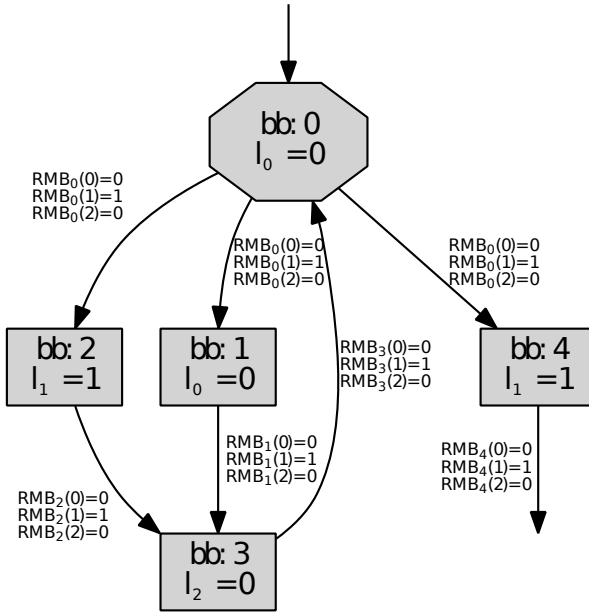 bb: 0
l₀ =0
RMB₀(0)=0
RMB₀(1)=1
RMB₀(2)=0
RMB₀(0)=0
RMB₀(1)=1
RMB₀(2)=0
RMB₀(0)=0
RMB₀(1)=1
RMB₀(2)=0
bb: 2
l₁ =1
bb: 1
l₀ =0
RMB₃(0)=0
RMB₃(1)=1
RMB₃(2)=0
bb: 4
l₁ =1
RMB₂(0)=0
RMB₂(1)=1
RMB₂(2)=0
RMB₁(0)=0
RMB₁(1)=1
RMB₁(2)=0
RMB₄(0)=0
RMB₄(1)=1
RMB₄(2)=0
bb: 3
l₂ =0